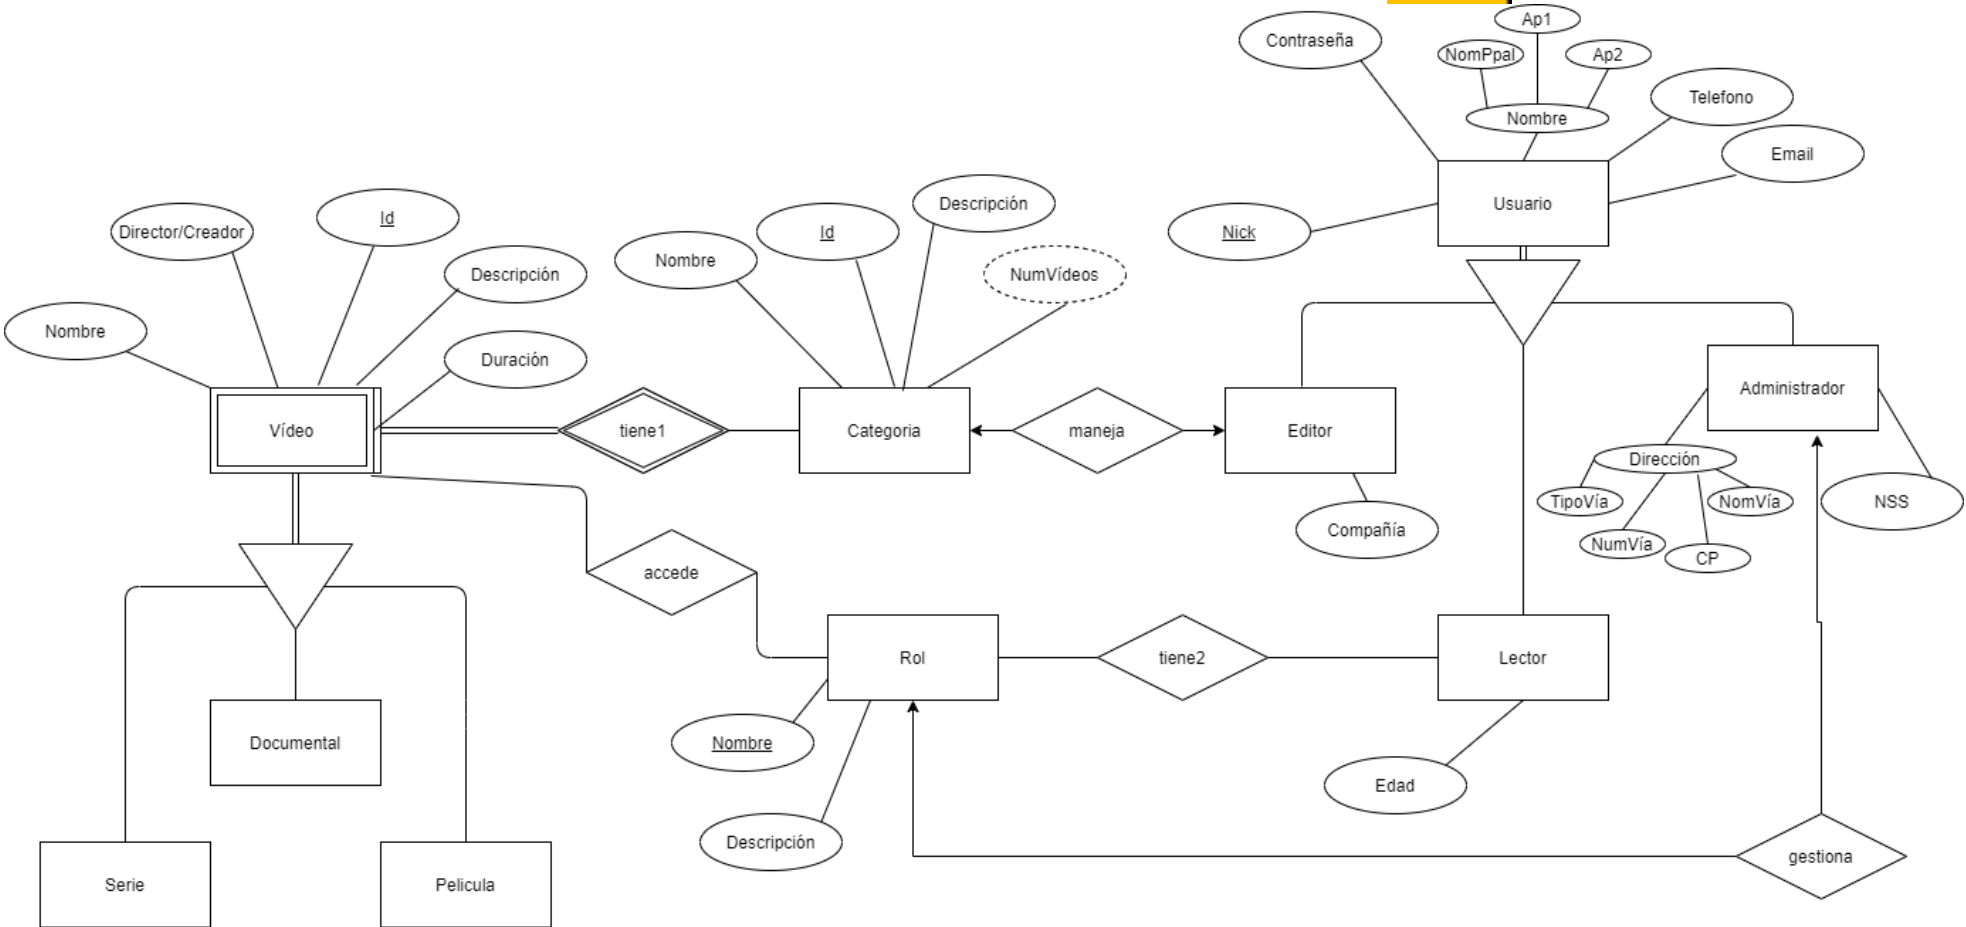 Ap1
Contraseña
NomPpal
Ap2
Telefono
Nombre
Email
Usuario
Nick
Id
Director/Creador
Descripción
Nombre
Duración
Vídeo
Nombre
Id
Descripción
NumVídeos
tiene1
Categoria
maneja
Editor
Compañía
Administrador
Dirección
TipoVía
NomVía
NumVía
CP
NSS
accede
Rol
tiene2
Lector
Nombre
Descripción
Edad
gestiona
Documental
Serie
Pelicula